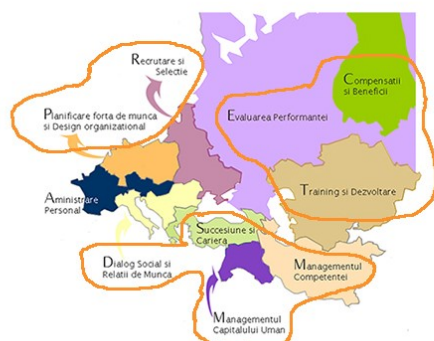 Recrutare si
Selectie
Compensatii
si Beneficii
Planificare forta de munca
si Design organizational
Evaluarea Performantei
Aministrare
Personal
Training si Dezvoltare
Succesiune si
Cariera
Dialog Social si
Relatii de Munca
Managementul
Competentei
Managementul
Capitalului Uman